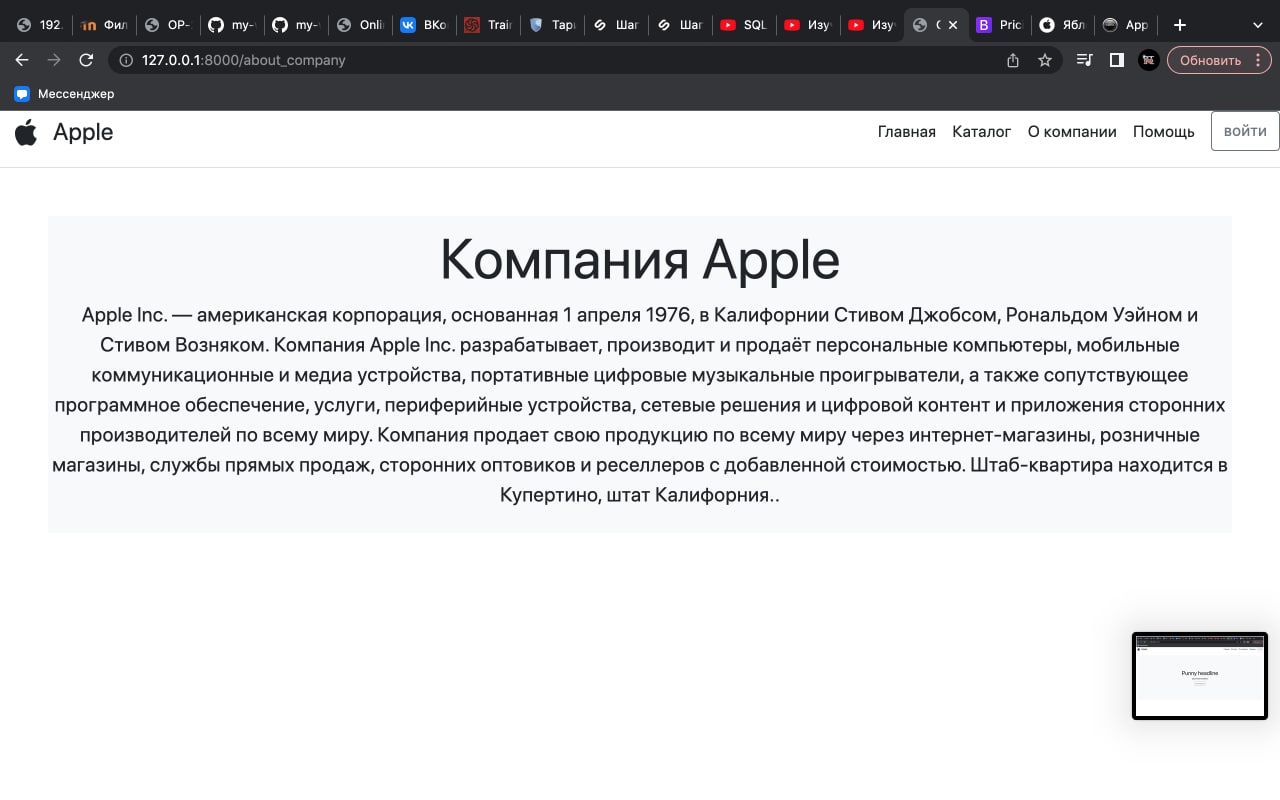 192.
Фил
OP-
my-
my-
Onli
ВКо
Train
Тари
Шаг
Шаг
SQL
Изу
Изу
Pric
Ябл
App
127.0.0.1:8000/about_company
Обновить
Мессенджер
Apple
Главная Каталог О компании Помощь ВОЙТИ
Компания Apple
Apple Inc. — американская корпорация, основанная 1 апреля 1976, в Калифорнии Стивом Джобсом, Рональдом Уэйном и
Стивом Возняком. Компания Apple Inc. разрабатывает, производит и продаёт персональные компьютеры, мобильные
коммуникационные и медиа устройства, портативные цифровые музыкальные проигрыватели, а также сопутствующее
программное обеспечение, услуги, периферийные устройства, сетевые решения и цифровой контент и приложения сторонних
производителей по всему миру. Компания продает свою продукцию по всему миру через интернет-магазины, розничные
магазины, службы прямых продаж, сторонних оптовиков и реселлеров с добавленной стоимостью. Штаб-квартира находится в
Купертино, штат Калифорния..
Punny headline